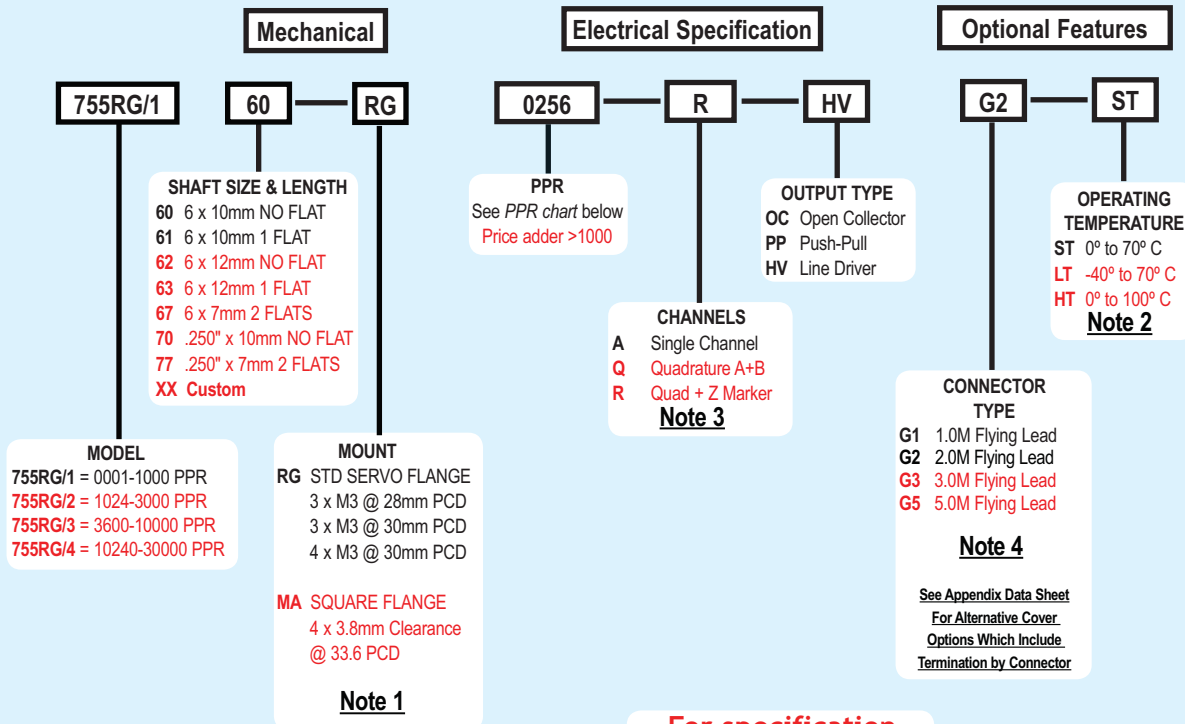 Mechanical
Electrical Specification
Optional Features
755RG/1
60
RG
0256
R
HV
G2
ST
SHAFT SIZE & LENGTH
60 6 x 10mm NO FLAT
61 6 x 10mm 1 FLAT
62 6 x 12mm NO FLAT
63 6 x 12mm 1 FLAT
67 6 x 7mm 2 FLATS
70 .250" x 10mm NO FLAT
77 .250" x 7mm 2 FLATS
XX Custom
PPR
See PPR chart below
Price adder >1000
OUTPUT TYPE
OC Open Collector
PP Push-Pull
HV Line Driver
OPERATING
TEMPERATURE
ST 0º to 70º C
LT -40º to 70º C
HT 0º to 100º C
Note 2
CHANNELS
A Single Channel
Q Quadrature A+B
R Quad + Z Marker
Note 3
CONNECTOR
TYPE
G1 1.0M Flying Lead
G2 2.0M Flying Lead
G3 3.0M Flying Lead
G5 5.0M Flying Lead
Note 4
See Appendix Data Sheet
For Alternative Cover
Options Which Include
Termination by Connector
MODEL
755RG/1 = 0001-1000 PPR
755RG/2 = 1024-3000 PPR
755RG/3 = 3600-10000 PPR
755RG/4 = 10240-30000 PPR
MOUNT
RG STD SERVO FLANGE
3 x M3 @ 28mm PCD
3 x M3 @ 30mm PCD
4 x M3 @ 30mm PCD
MA SQUARE FLANGE
4 x 3.8mm Clearance
@ 33.6 PCD
Note 1
For specification